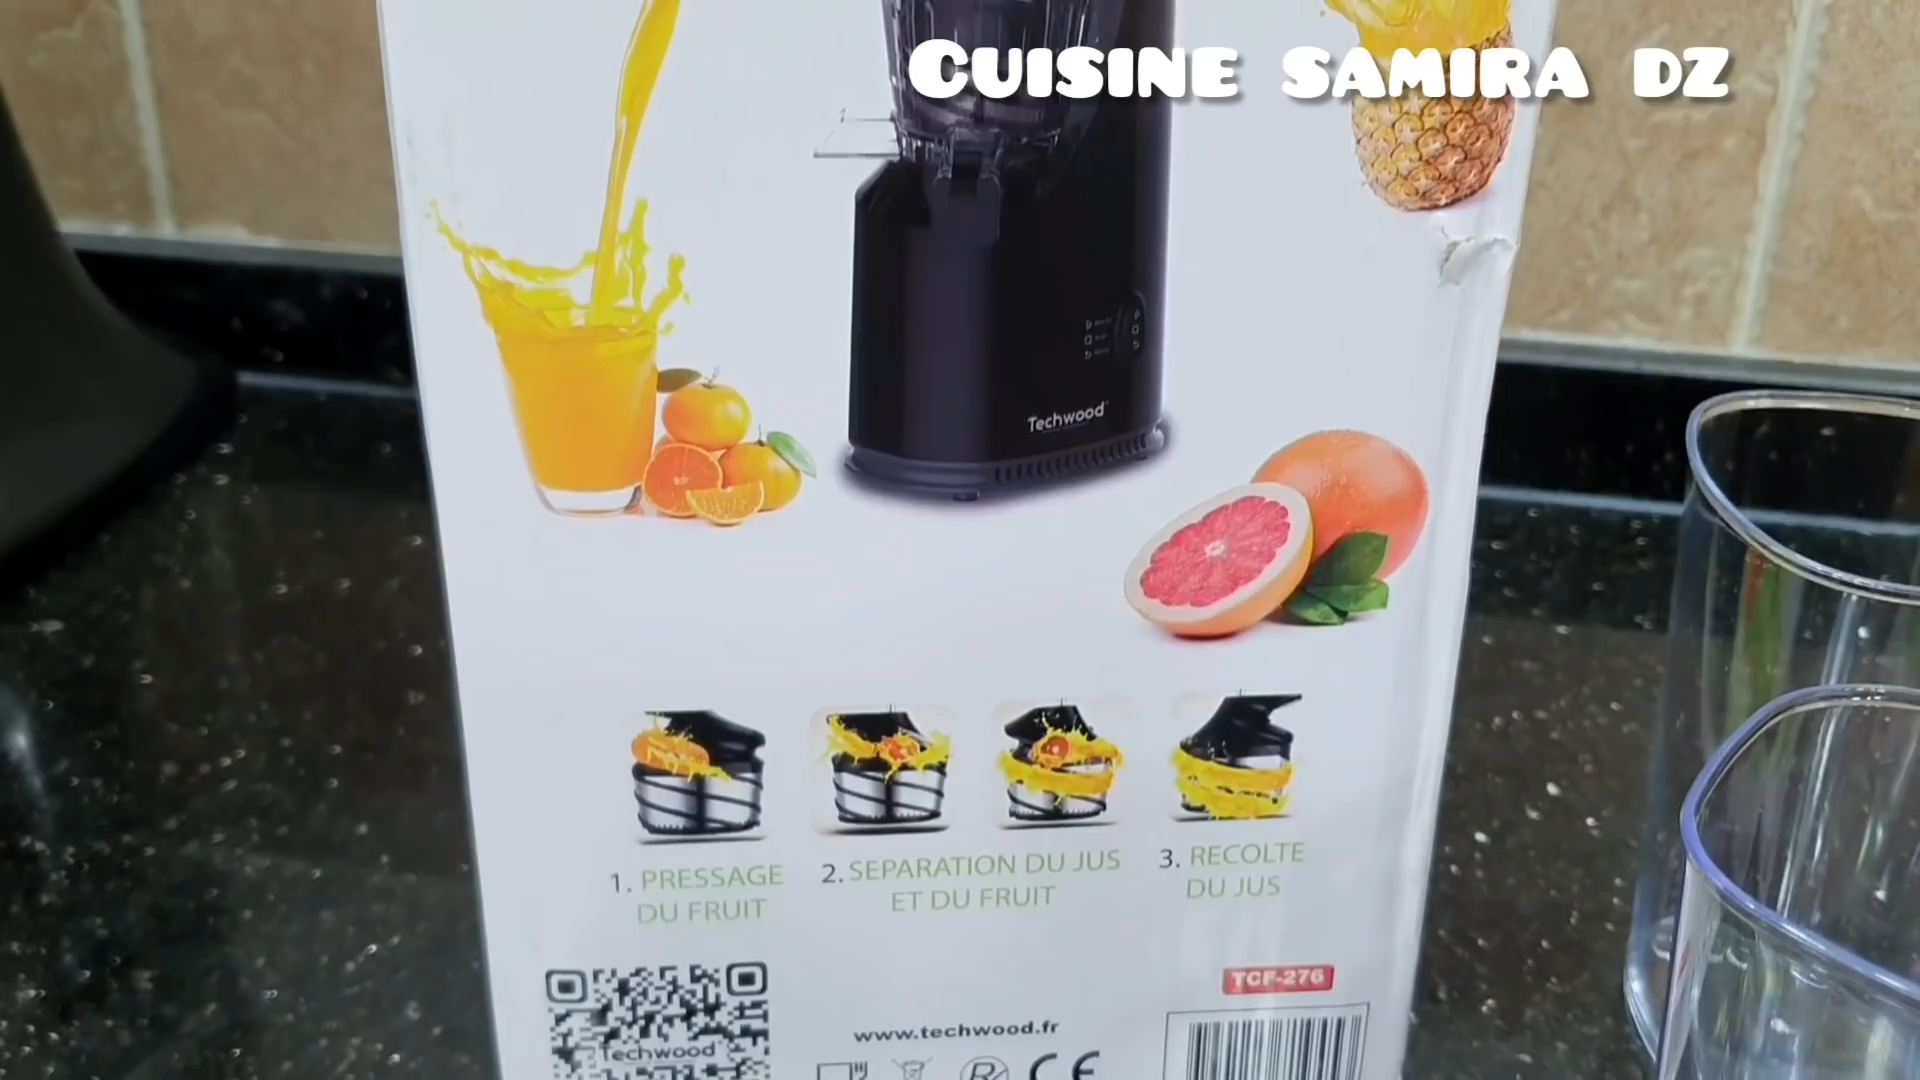 CUISINE SAMIRA DZ
Techwood
1. PRESSAGE
DU FRUIT
2. SEPARATION DU JUS
ET DU FRUIT
3. RECOLTE
DU JUS
TCF-276
www.techwood.fr
Techwood
CE